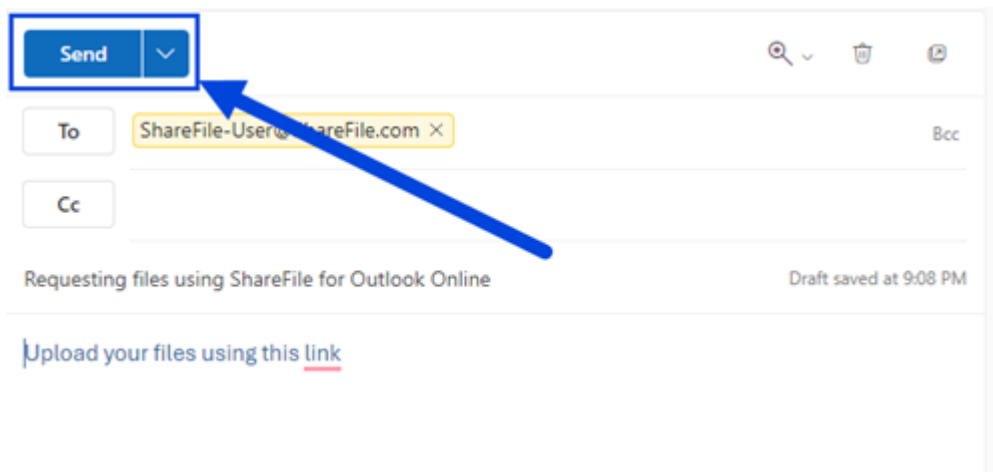 Send
To
ShareFile-User@ShareFile.com ×
Bcc
Cc
Requesting files using ShareFile for Outlook Online
Draft saved at 9:08 PM
Upload your files using this link